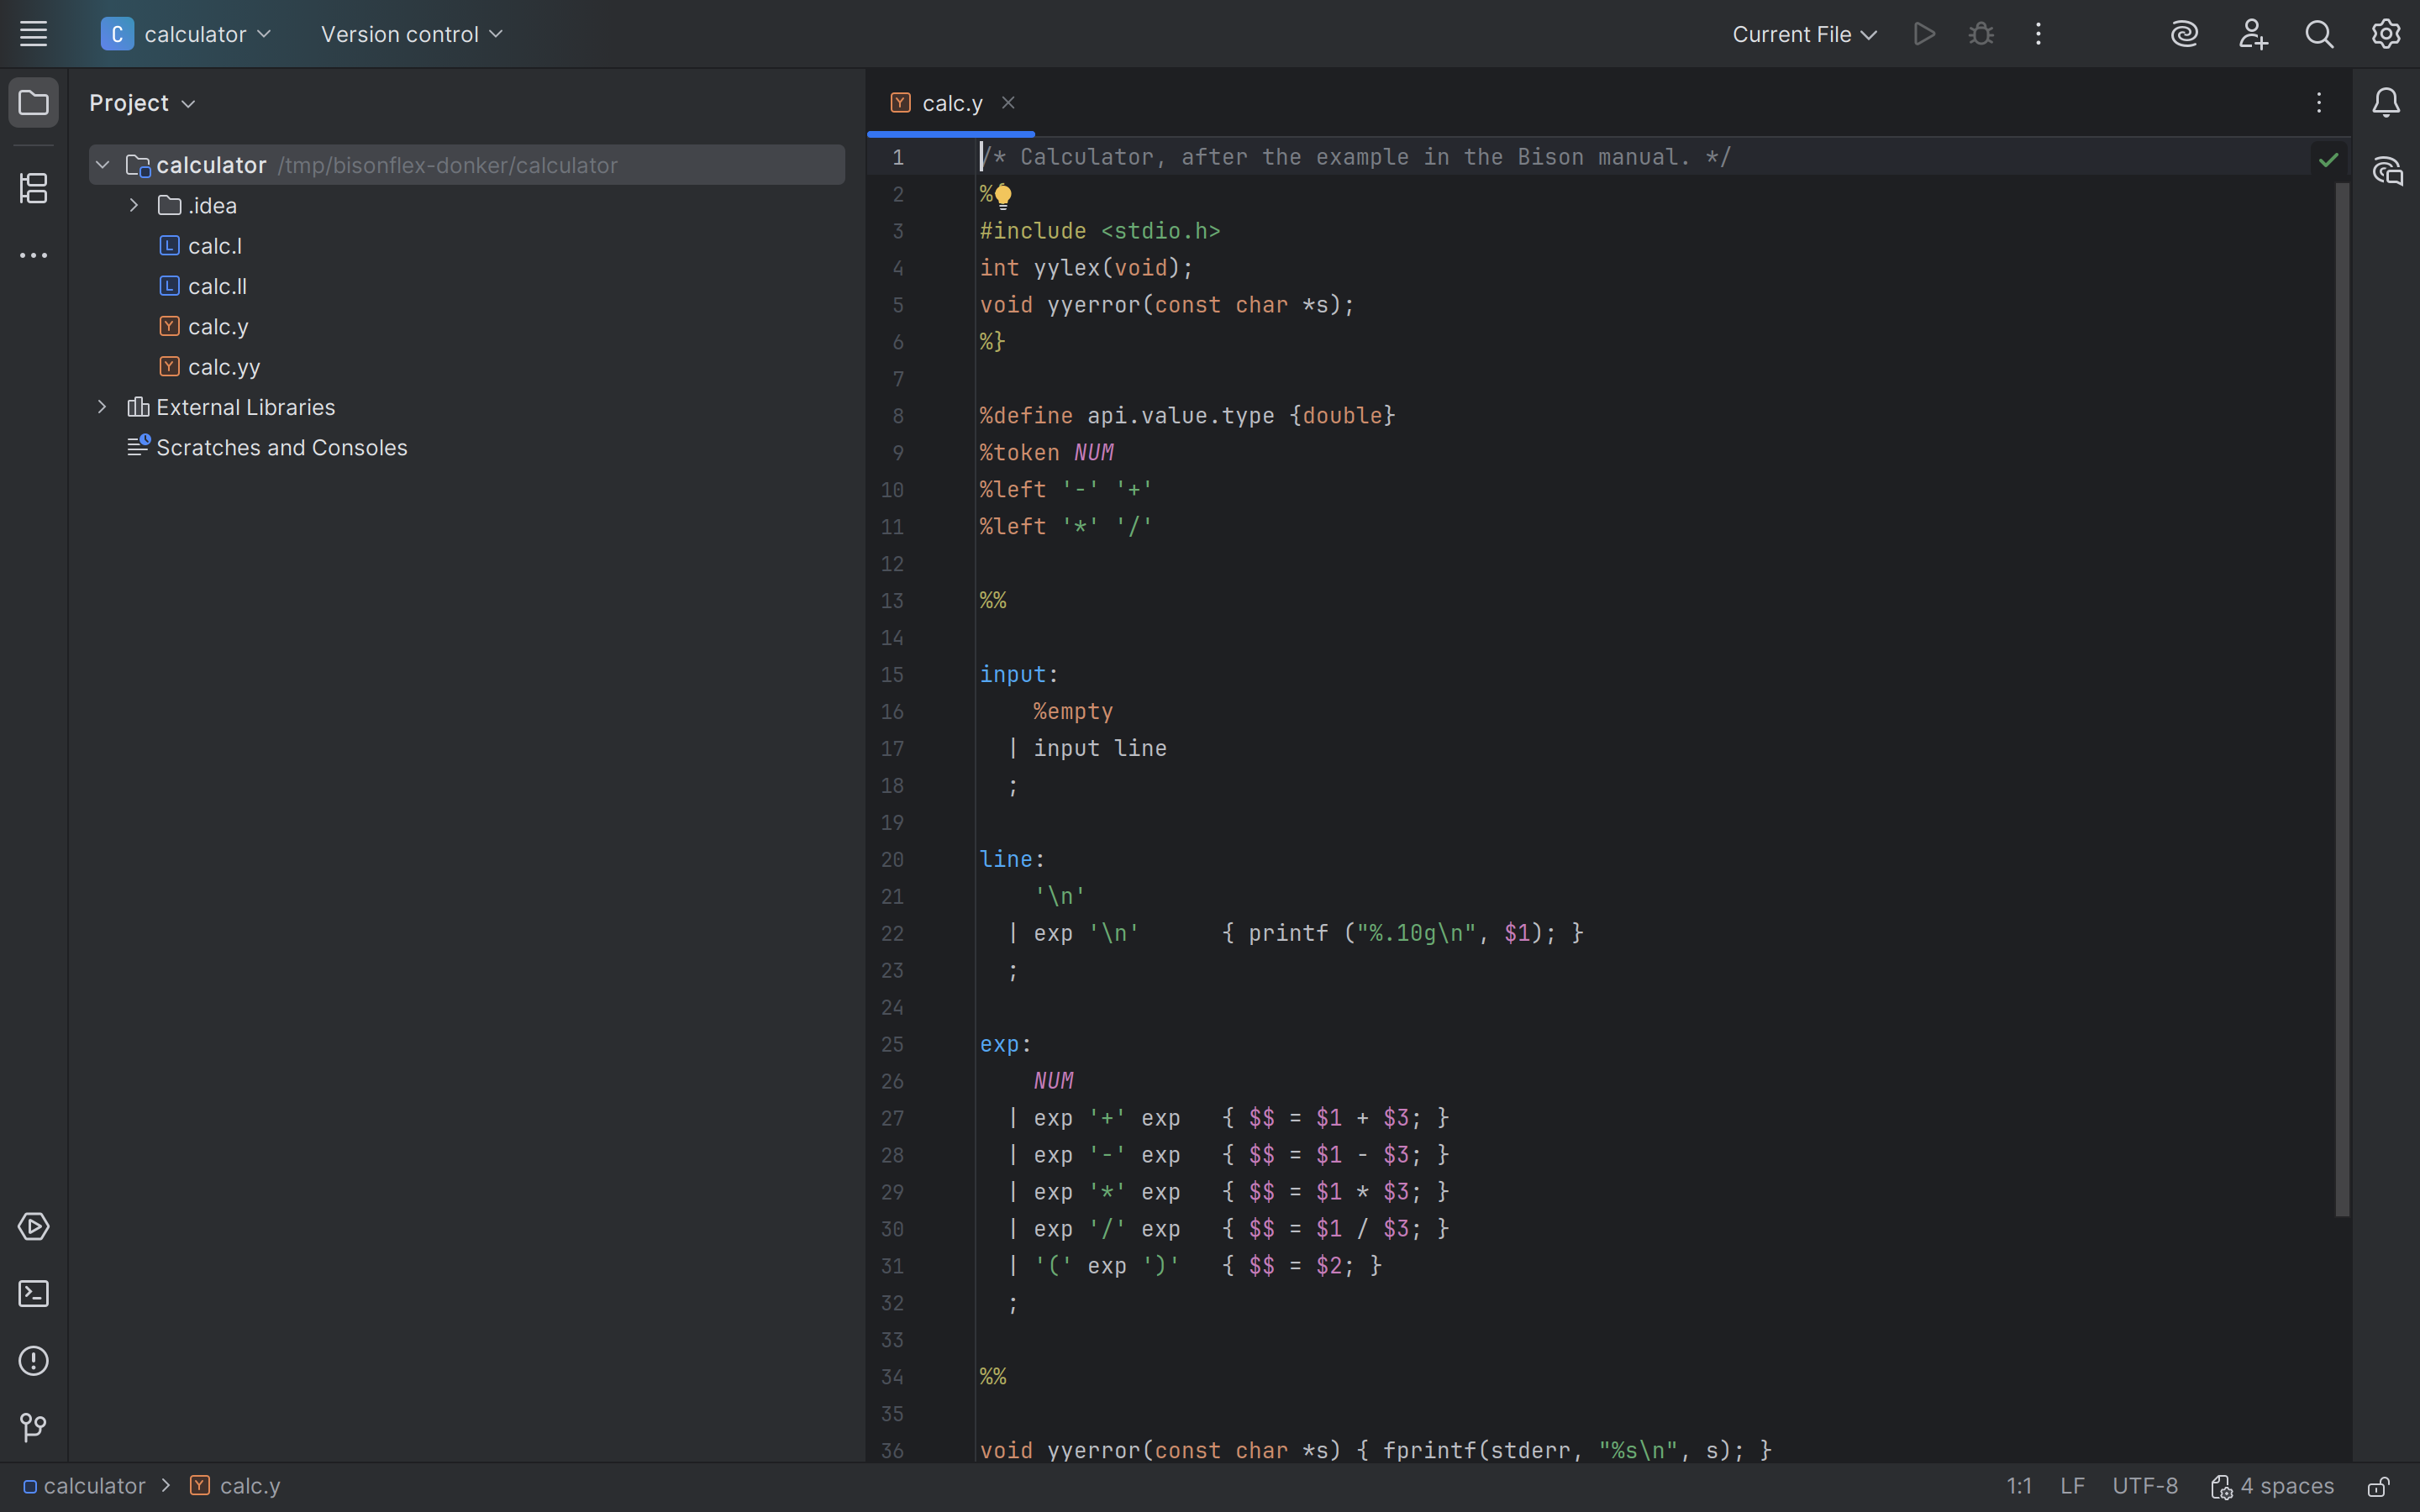 C calculator Version control Current File
Project
calculator /tmp/bisonflex-donker/calculator
.idea
L calc.l
L calc.ll
Y calc.y
Y calc.yy
External Libraries
Scratches and Consoles
Y calc.y
1 /* Calculator, after the example in the Bison manual. */
2 %
3 #include <stdio.h>
4 int yylex(void);
5 void yyerror(const char *s);
6 %}
7
8 %define api.value.type {double}
9 %token NUM
10 %left '-' '+'
11 %left '*' '/'
12
13 %%
14
15 input:
16 %empty
17 | input line
18 ;
19
20 line:
21 '\n'
22 | exp '\n' { printf ("%.10g\n", $1); }
23 ;
24
25 exp:
26 NUM
27 | exp '+' exp { $$ = $1 + $3; }
28 | exp '-' exp { $$ = $1 - $3; }
29 | exp '*' exp { $$ = $1 * $3; }
30 | exp '/' exp { $$ = $1 / $3; }
31 | '(' exp ')' { $$ = $2; }
32 ;
33
34 %%
35
36 void yyerror(const char *s) { fprintf(stderr, "%s\n", s); }
calculator > Y calc.y 1:1 LF UTF-8 4 spaces